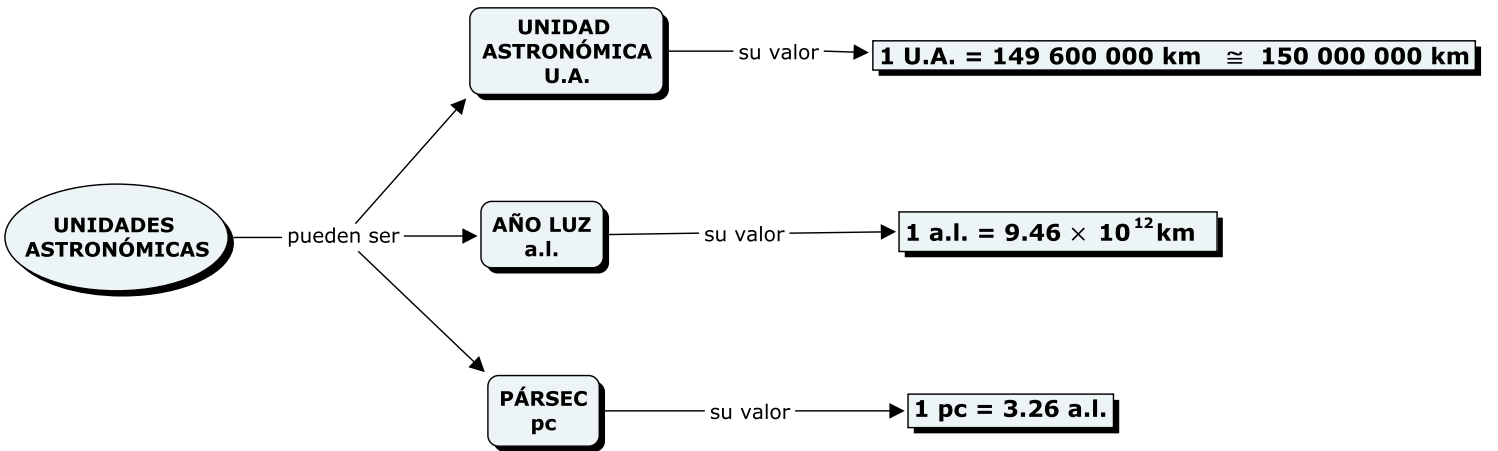 UNIDADES
ASTRONÓMICAS
pueden ser
UNIDAD
ASTRONÓMICA
U.A.
su valor
1 U.A. = 149 600 000 km ≅ 150 000 000 km
AÑO LUZ
a.l.
su valor
1 a.l. = 9.46 × 10¹² km
PÁRSEC
pc
su valor
1 pc = 3.26 a.l.